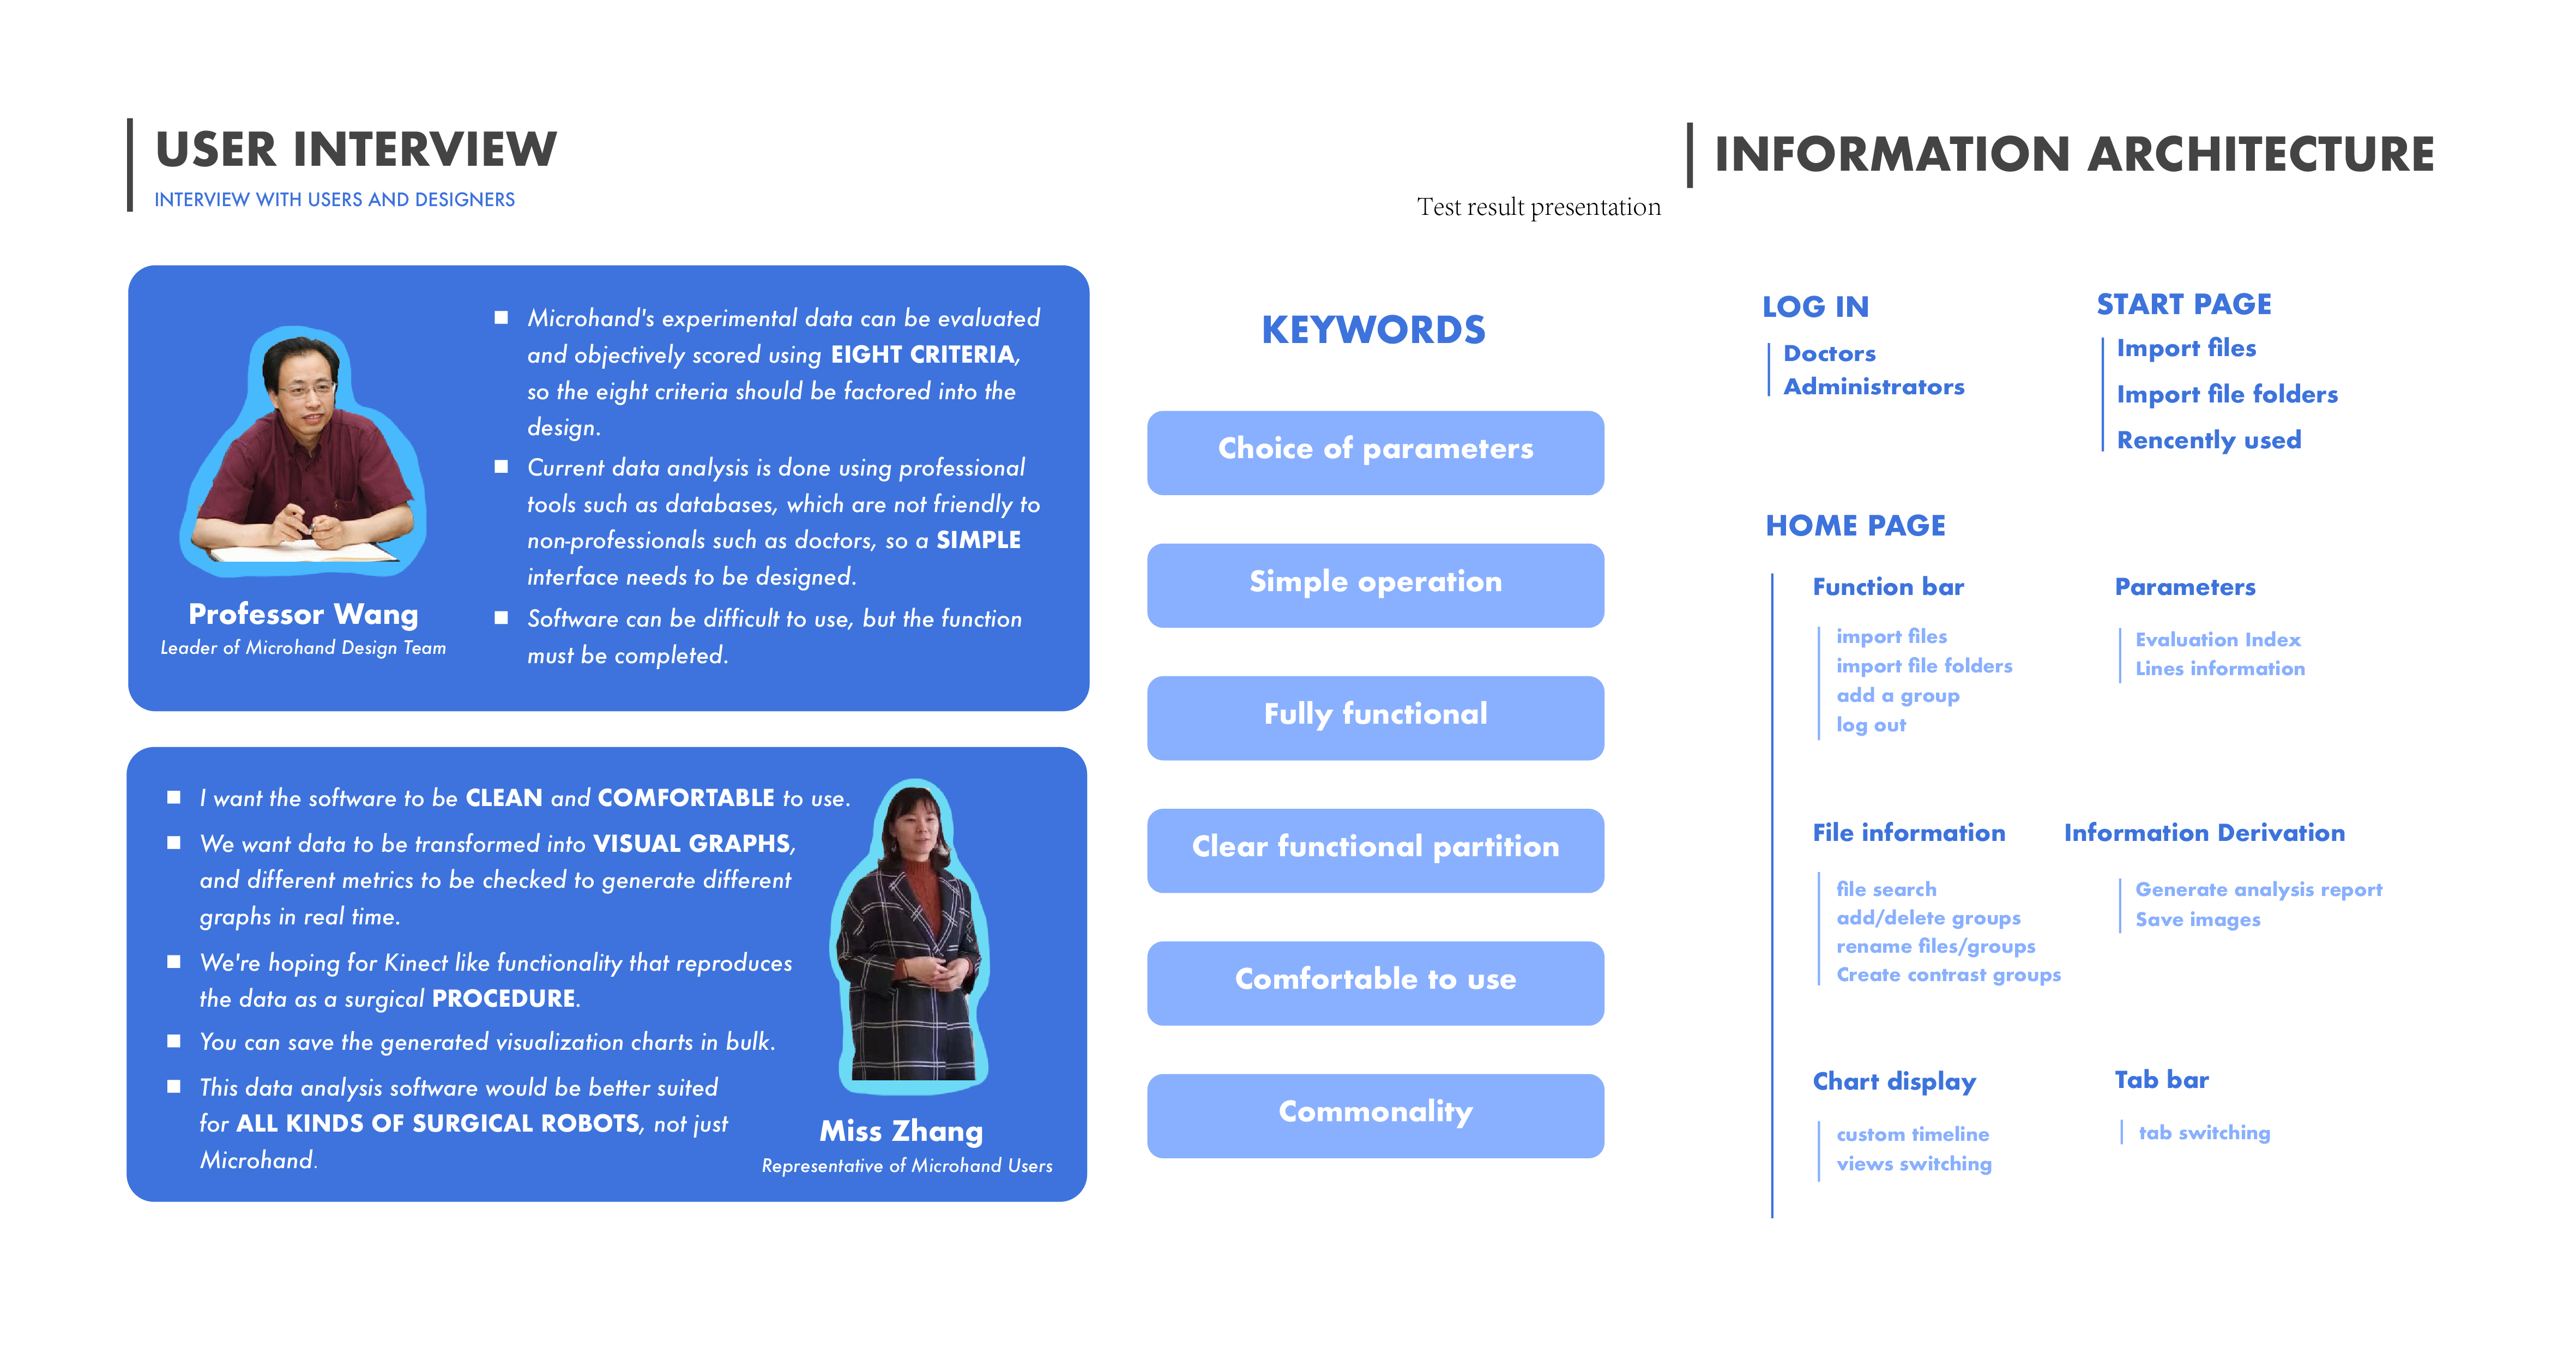 USER INTERVIEW
INTERVIEW WITH USERS AND DESIGNERS
Microhand's experimental data can be evaluated
and objectively scored using EIGHT CRITERIA,
so the eight criteria should be factored into the
design.
Current data analysis is done using professional
tools such as databases, which are not friendly to
non-professionals such as doctors, so a SIMPLE
interface needs to be designed.
Software can be difficult to use, but the function
must be completed.
Professor Wang
Leader of Microhand Design Team
I want the software to be CLEAN and COMFORTABLE to use.
We want data to be transformed into VISUAL GRAPHS,
and different metrics to be checked to generate different
graphs in real time.
We're hoping for Kinect like functionality that reproduces
the data as a surgical PROCEDURE.
You can save the generated visualization charts in bulk.
This data analysis software would be better suited
for ALL KINDS OF SURGICAL ROBOTS, not just
Microhand.
Miss Zhang
Representative of Microhand Users
Test result presentation
KEYWORDS
Choice of parameters
Simple operation
Fully functional
Clear functional partition
Comfortable to use
Commonality
INFORMATION ARCHITECTURE
LOG IN
Doctors
Administrators
START PAGE
Import files
Import file folders
Rencently used
HOME PAGE
Function bar
import files
import file folders
add a group
log out
Parameters
Evaluation Index
Lines information
File information
file search
add/delete groups
rename files/groups
Create contrast groups
Information Derivation
Generate analysis report
Save images
Chart display
custom timeline
views switching
Tab bar
tab switching